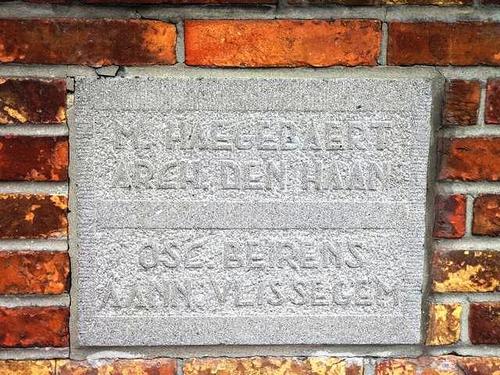 M. HAEGEBAERT
ARCH. DEN HAAN
OSC. BEIRENS
AANN. VLISSEGEM